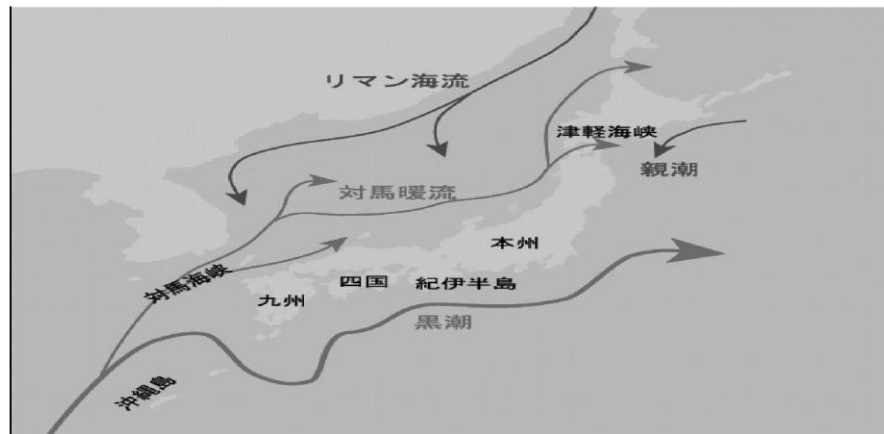 リマン海流
津軽海峡
親潮
対馬暖流
本州
対馬海峡
四国
紀伊半島
九州
黒潮
沖縄島